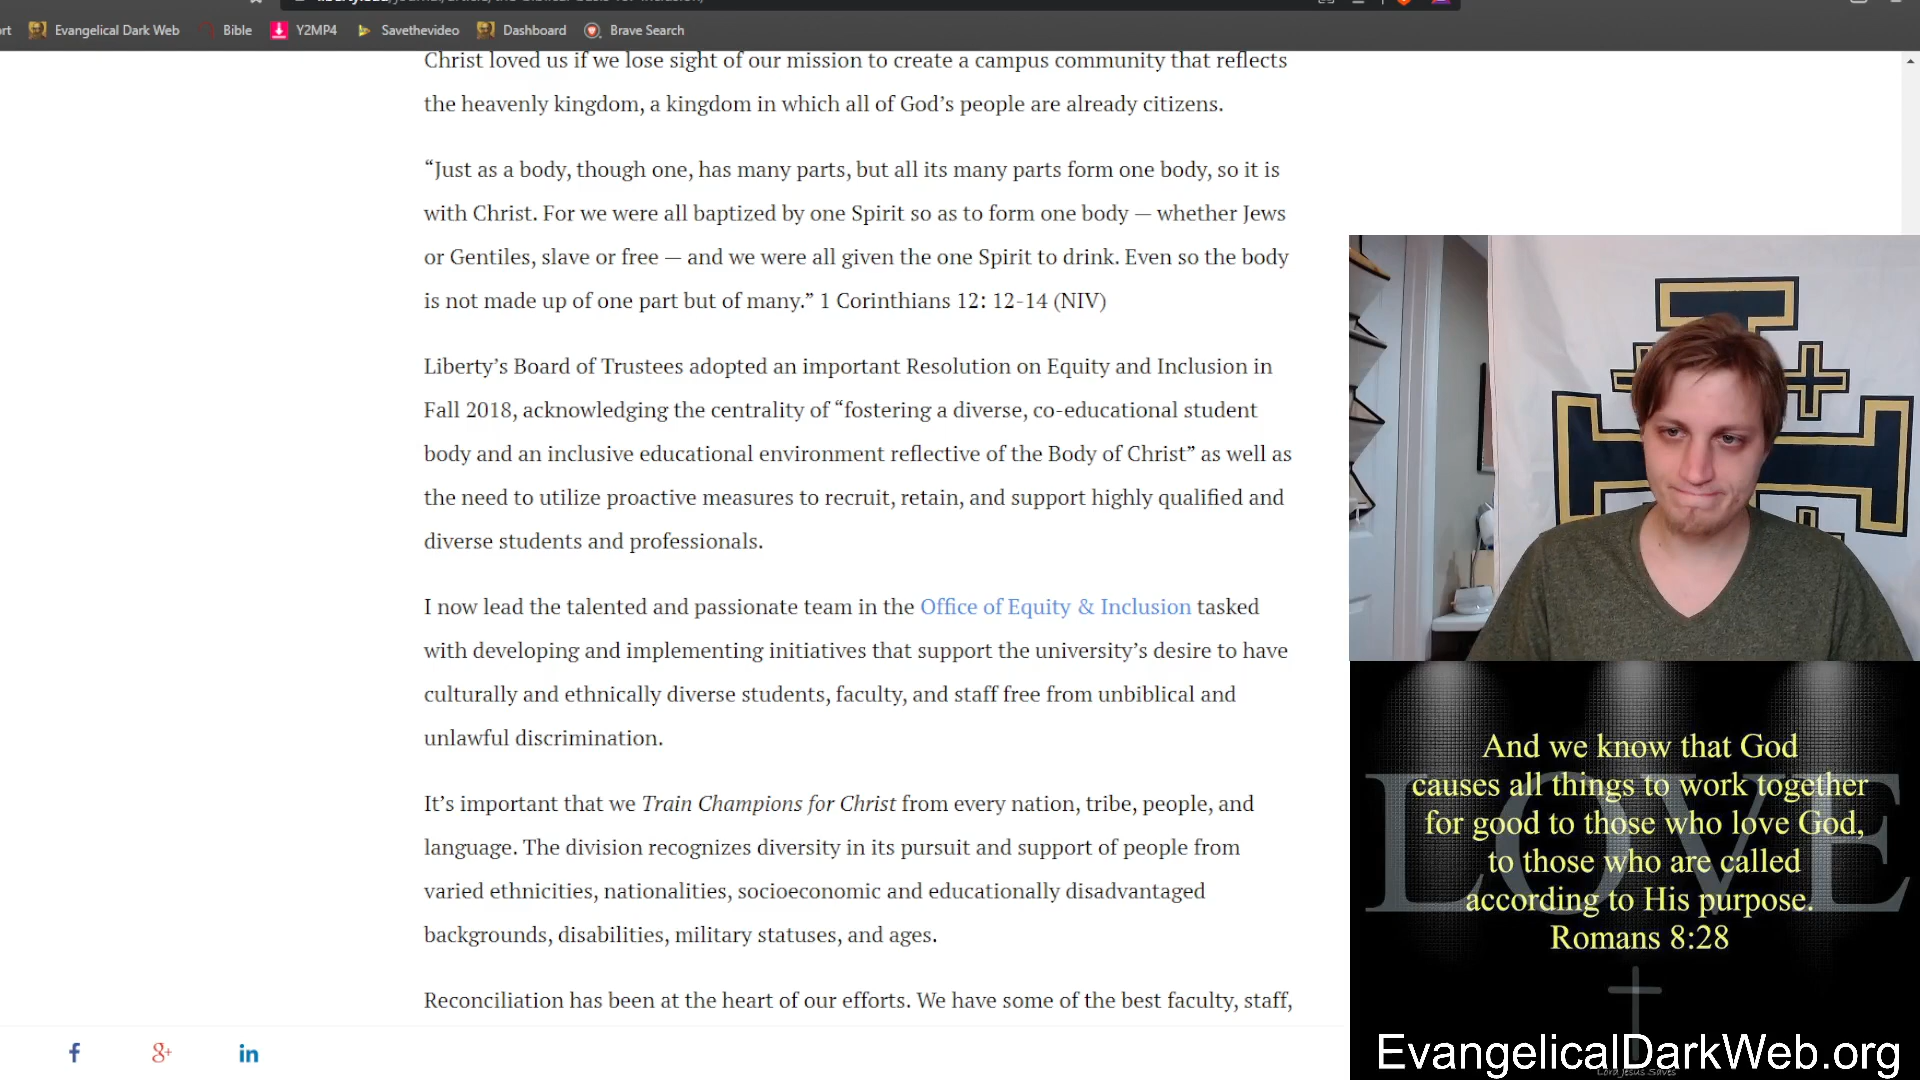 rt Evangelical Dark Web Bible Y2MP4 Savethevideo Dashboard Brave Search
Christ loved us if we lose sight of our mission to create a campus community that reflects
the heavenly kingdom, a kingdom in which all of God’s people are already citizens.
“Just as a body, though one, has many parts, but all its many parts form one body, so it is
with Christ. For we were all baptized by one Spirit so as to form one body — whether Jews
or Gentiles, slave or free — and we were all given the one Spirit to drink. Even so the body
is not made up of one part but of many.” 1 Corinthians 12: 12-14 (NIV)
Liberty’s Board of Trustees adopted an important Resolution on Equity and Inclusion in
Fall 2018, acknowledging the centrality of “fostering a diverse, co-educational student
body and an inclusive educational environment reflective of the Body of Christ” as well as
the need to utilize proactive measures to recruit, retain, and support highly qualified and
diverse students and professionals.
I now lead the talented and passionate team in the Office of Equity & Inclusion tasked
with developing and implementing initiatives that support the university’s desire to have
culturally and ethnically diverse students, faculty, and staff free from unbiblical and
unlawful discrimination.
It’s important that we Train Champions for Christ from every nation, tribe, people, and
language. The division recognizes diversity in its pursuit and support of people from
varied ethnicities, nationalities, socioeconomic and educationally disadvantaged
backgrounds, disabilities, military statuses, and ages.
Reconciliation has been at the heart of our efforts. We have some of the best faculty, staff,
LOVE
And we know that God
causes all things to work together
for good to those who love God,
to those who are called
according to His purpose.
Romans 8:28
EvangelicalDarkWeb.org
Lord Jesus Saves